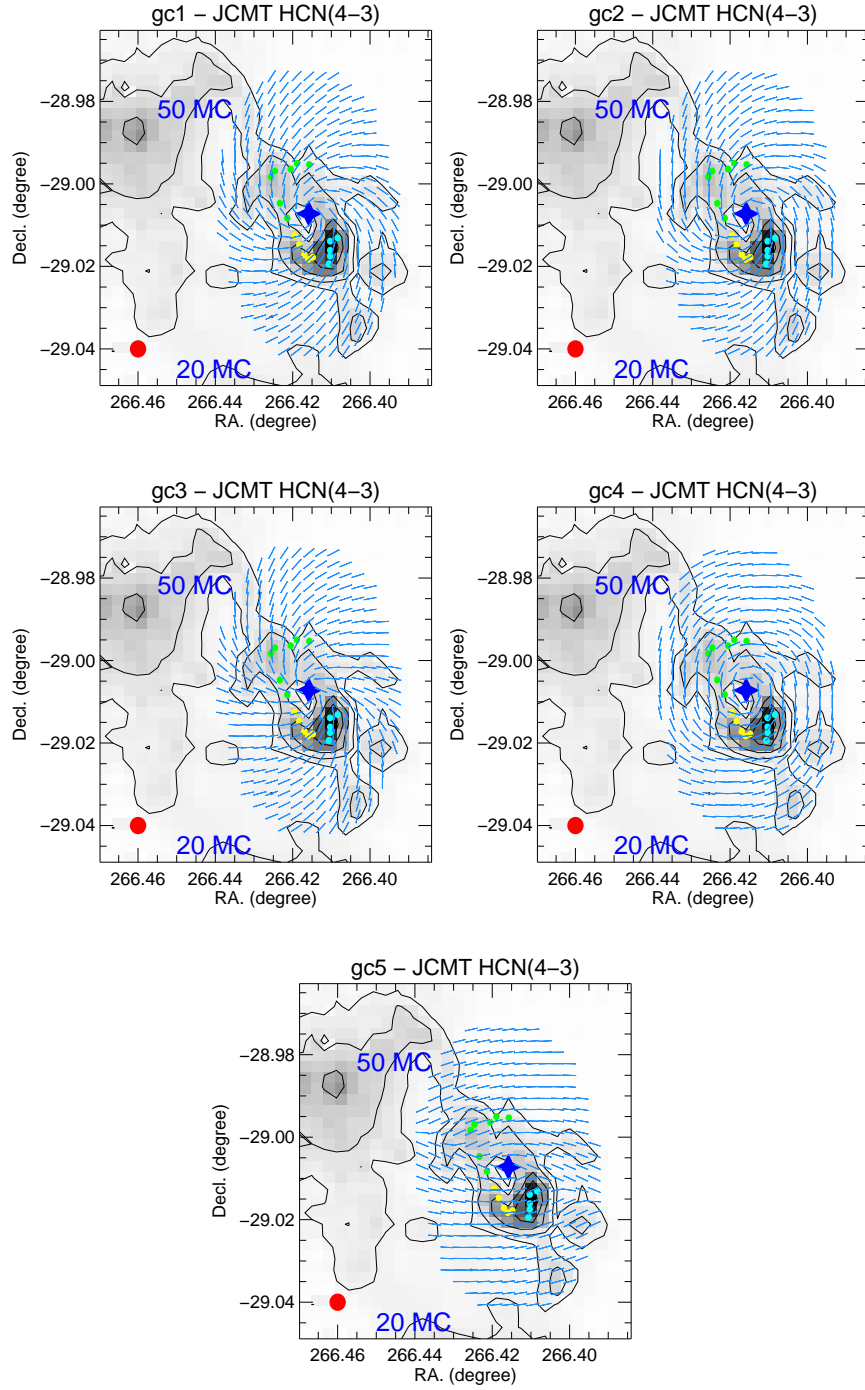 gc1 − JCMT HCN(4−3)
50 MC
20 MC
−28.98
−29.00
−29.02
−29.04
Decl. (degree)
266.46 266.44 266.42 266.40
RA. (degree)
gc2 − JCMT HCN(4−3)
50 MC
20 MC
−28.98
−29.00
−29.02
−29.04
Decl. (degree)
266.46 266.44 266.42 266.40
RA. (degree)
gc3 − JCMT HCN(4−3)
50 MC
20 MC
−28.98
−29.00
−29.02
−29.04
Decl. (degree)
266.46 266.44 266.42 266.40
RA. (degree)
gc4 − JCMT HCN(4−3)
50 MC
20 MC
−28.98
−29.00
−29.02
−29.04
Decl. (degree)
266.46 266.44 266.42 266.40
RA. (degree)
gc5 − JCMT HCN(4−3)
50 MC
20 MC
−28.98
−29.00
−29.02
−29.04
Decl. (degree)
266.46 266.44 266.42 266.40
RA. (degree)